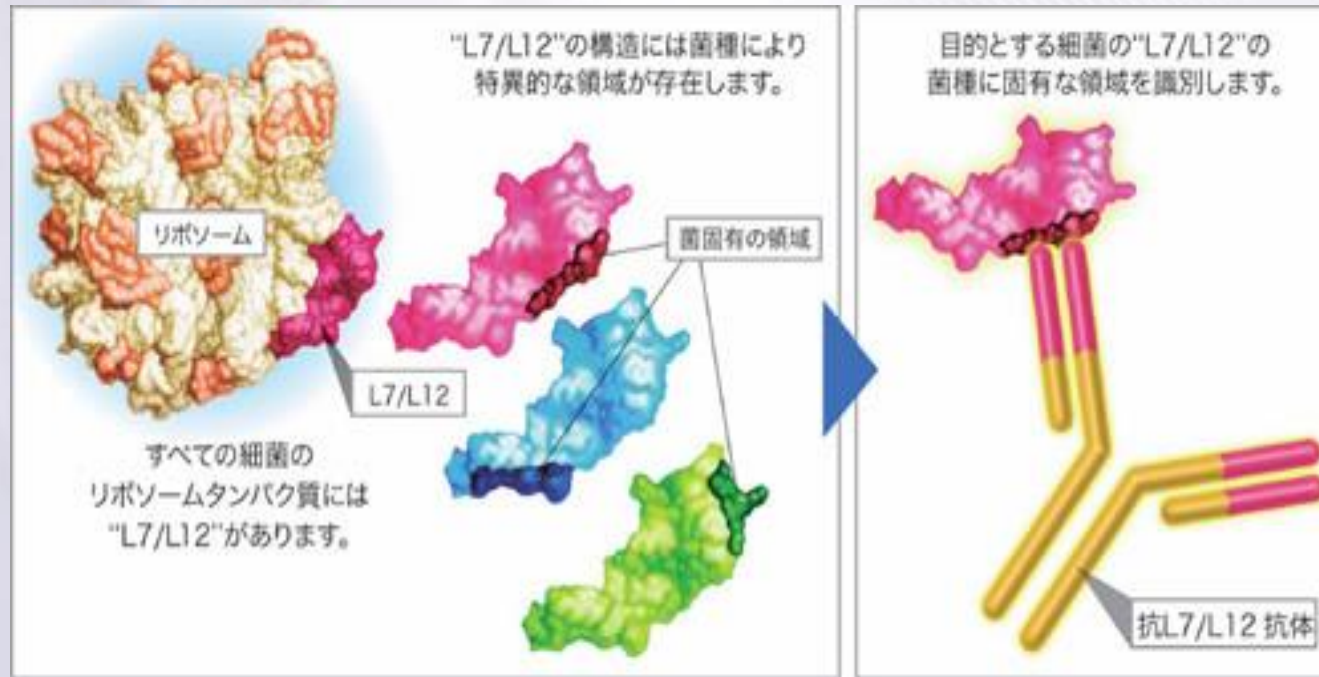 "L7/L12"の構造には菌種により
特異的な領域が存在します。
リボソーム
菌固有の領域
L7/L12
すべての細菌の
リボソームタンパク質には
"L7/L12"があります。
目的とする細菌の"L7/L12"の
菌種に固有な領域を識別します。
抗L7/L12 抗体